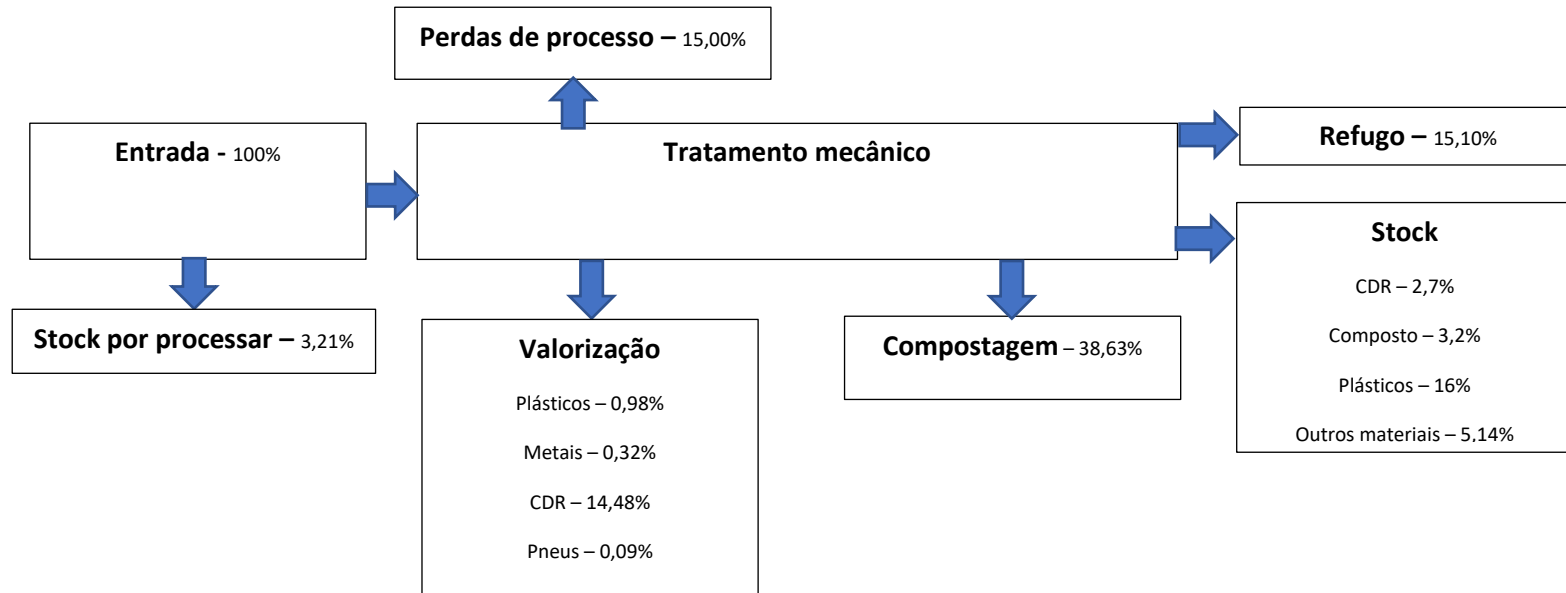 Perdas de processo – 15,00%
Entrada - 100%
Tratamento mecânico
Refugo – 15,10%
Stock por processar – 3,21%
Valorização
Plásticos – 0,98%
Metais – 0,32%
CDR – 14,48%
Pneus – 0,09%
Compostagem – 38,63%
Stock
CDR – 2,7%
Composto – 3,2%
Plásticos – 16%
Outros materiais – 5,14%